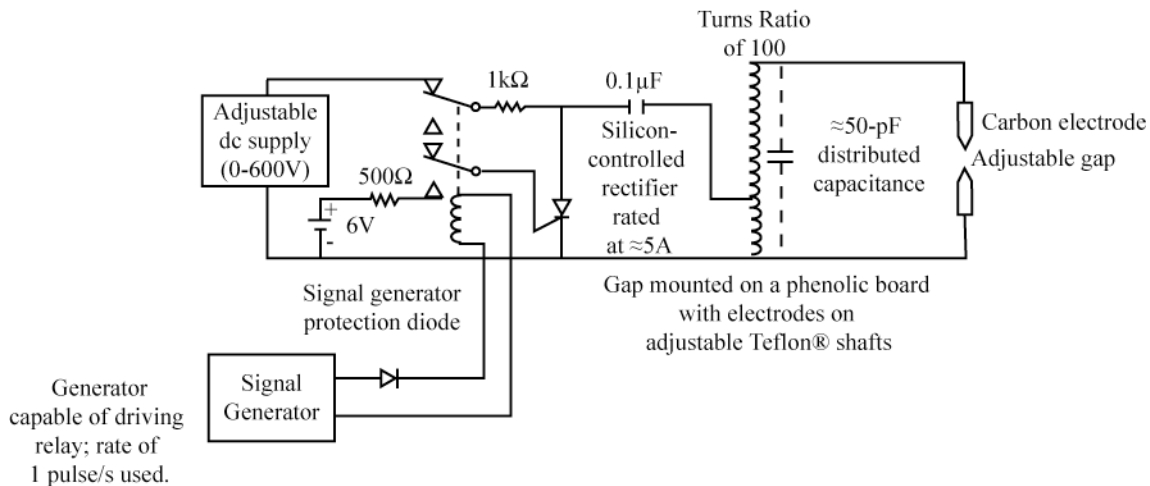 Turns Ratio
of 100
1kΩ
0.1µF
Adjustable
dc supply
(0-600V)
Silicon-
controlled
rectifier
rated
at ≈5A
≈50-pF
distributed
capacitance
Carbon electrode
Adjustable gap
500Ω
+
6V
-
Signal generator
protection diode
Gap mounted on a phenolic board
with electrodes on
adjustable Teflon® shafts
Signal
Generator
Generator
capable of driving
relay; rate of
1 pulse/s used.